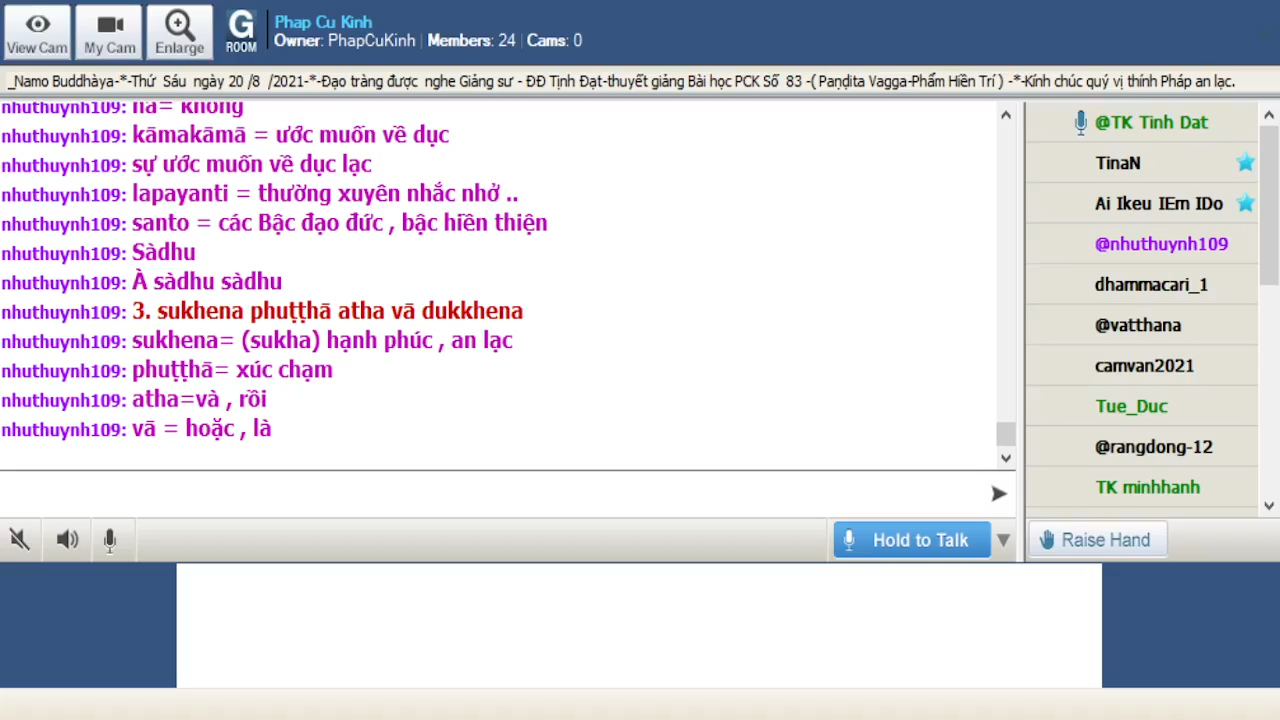 Phap Cu Kinh
Owner: PhapCuKinh | Members: 24 | Cams: 0
View Cam
My Cam
Enlarge
G
ROOM
_Namo Buddhàya-*-Thứ Sáu ngày 20 /8 /2021-*-Đạo tràng được nghe Giảng sư - ĐĐ Tịnh Đạt-thuyết giảng Bài học PCK Số 83 -( Paṇḍita Vagga-Phẩm Hiền Trí ) -*-Kính chúc quý vị thính Pháp an lạc.
nhuthuynh109: na= không
nhuthuynh109: kāmakāmā = ước muốn về dục
nhuthuynh109: sự ước muốn về dục lạc
nhuthuynh109: lapayanti = thường xuyên nhắc nhở ..
nhuthuynh109: santo = các Bậc đạo đức , bậc hiền thiện
nhuthuynh109: Sàdhu
nhuthuynh109: À sàdhu sàdhu
nhuthuynh109: 3. sukhena phuṭṭhā atha vā dukkhena
nhuthuynh109: sukhena= (sukha) hạnh phúc , an lạc
nhuthuynh109: phuṭṭhā= xúc chạm
nhuthuynh109: atha=và , rồi
nhuthuynh109: vā = hoặc , là
@TK Tinh Dat
TinaN
Ai Ikeu IEm IDo
@nhuthuynh109
dhammacari_1
@vatthana
camvan2021
Tue_Duc
@rangdong-12
TK minhhanh
Hold to Talk
Raise Hand